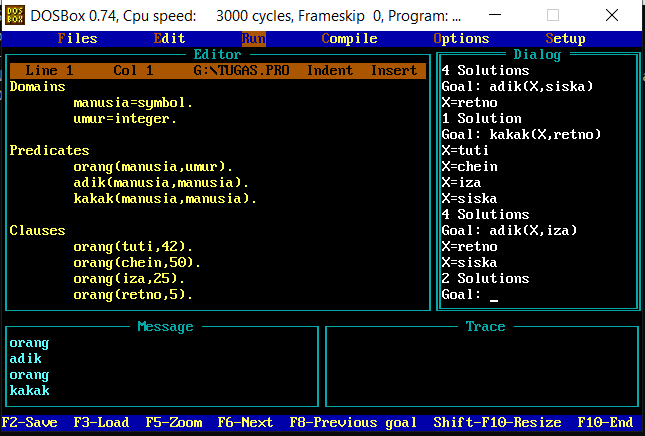 DOSBox 0.74, Cpu speed:    3000 cycles, Frameskip  0, Program: ...
Files Edit Run Compile Options Setup
Editor
Line 1 Col 1 G:\TUGAS.PRO Indent Insert
Domains
manusia=symbol.
umur=integer.
Predicates
orang(manusia,umur).
adik(manusia,manusia).
kakak(manusia,manusia).
Clauses
orang(tuti,42).
orang(chein,50).
orang(iza,25).
orang(retno,5).
Dialog
4 Solutions
Goal: adik(X,siska)
X=retno
1 Solution
Goal: kakak(X,retno)
X=tuti
X=chein
X=iza
X=siska
4 Solutions
Goal: adik(X,iza)
X=retno
X=siska
2 Solutions
Goal: _
Message
orang
adik
orang
kakak
Trace
F2-Save F3-Load F5-Zoom F6-Next F8-Previous goal Shift-F10-Resize F10-End